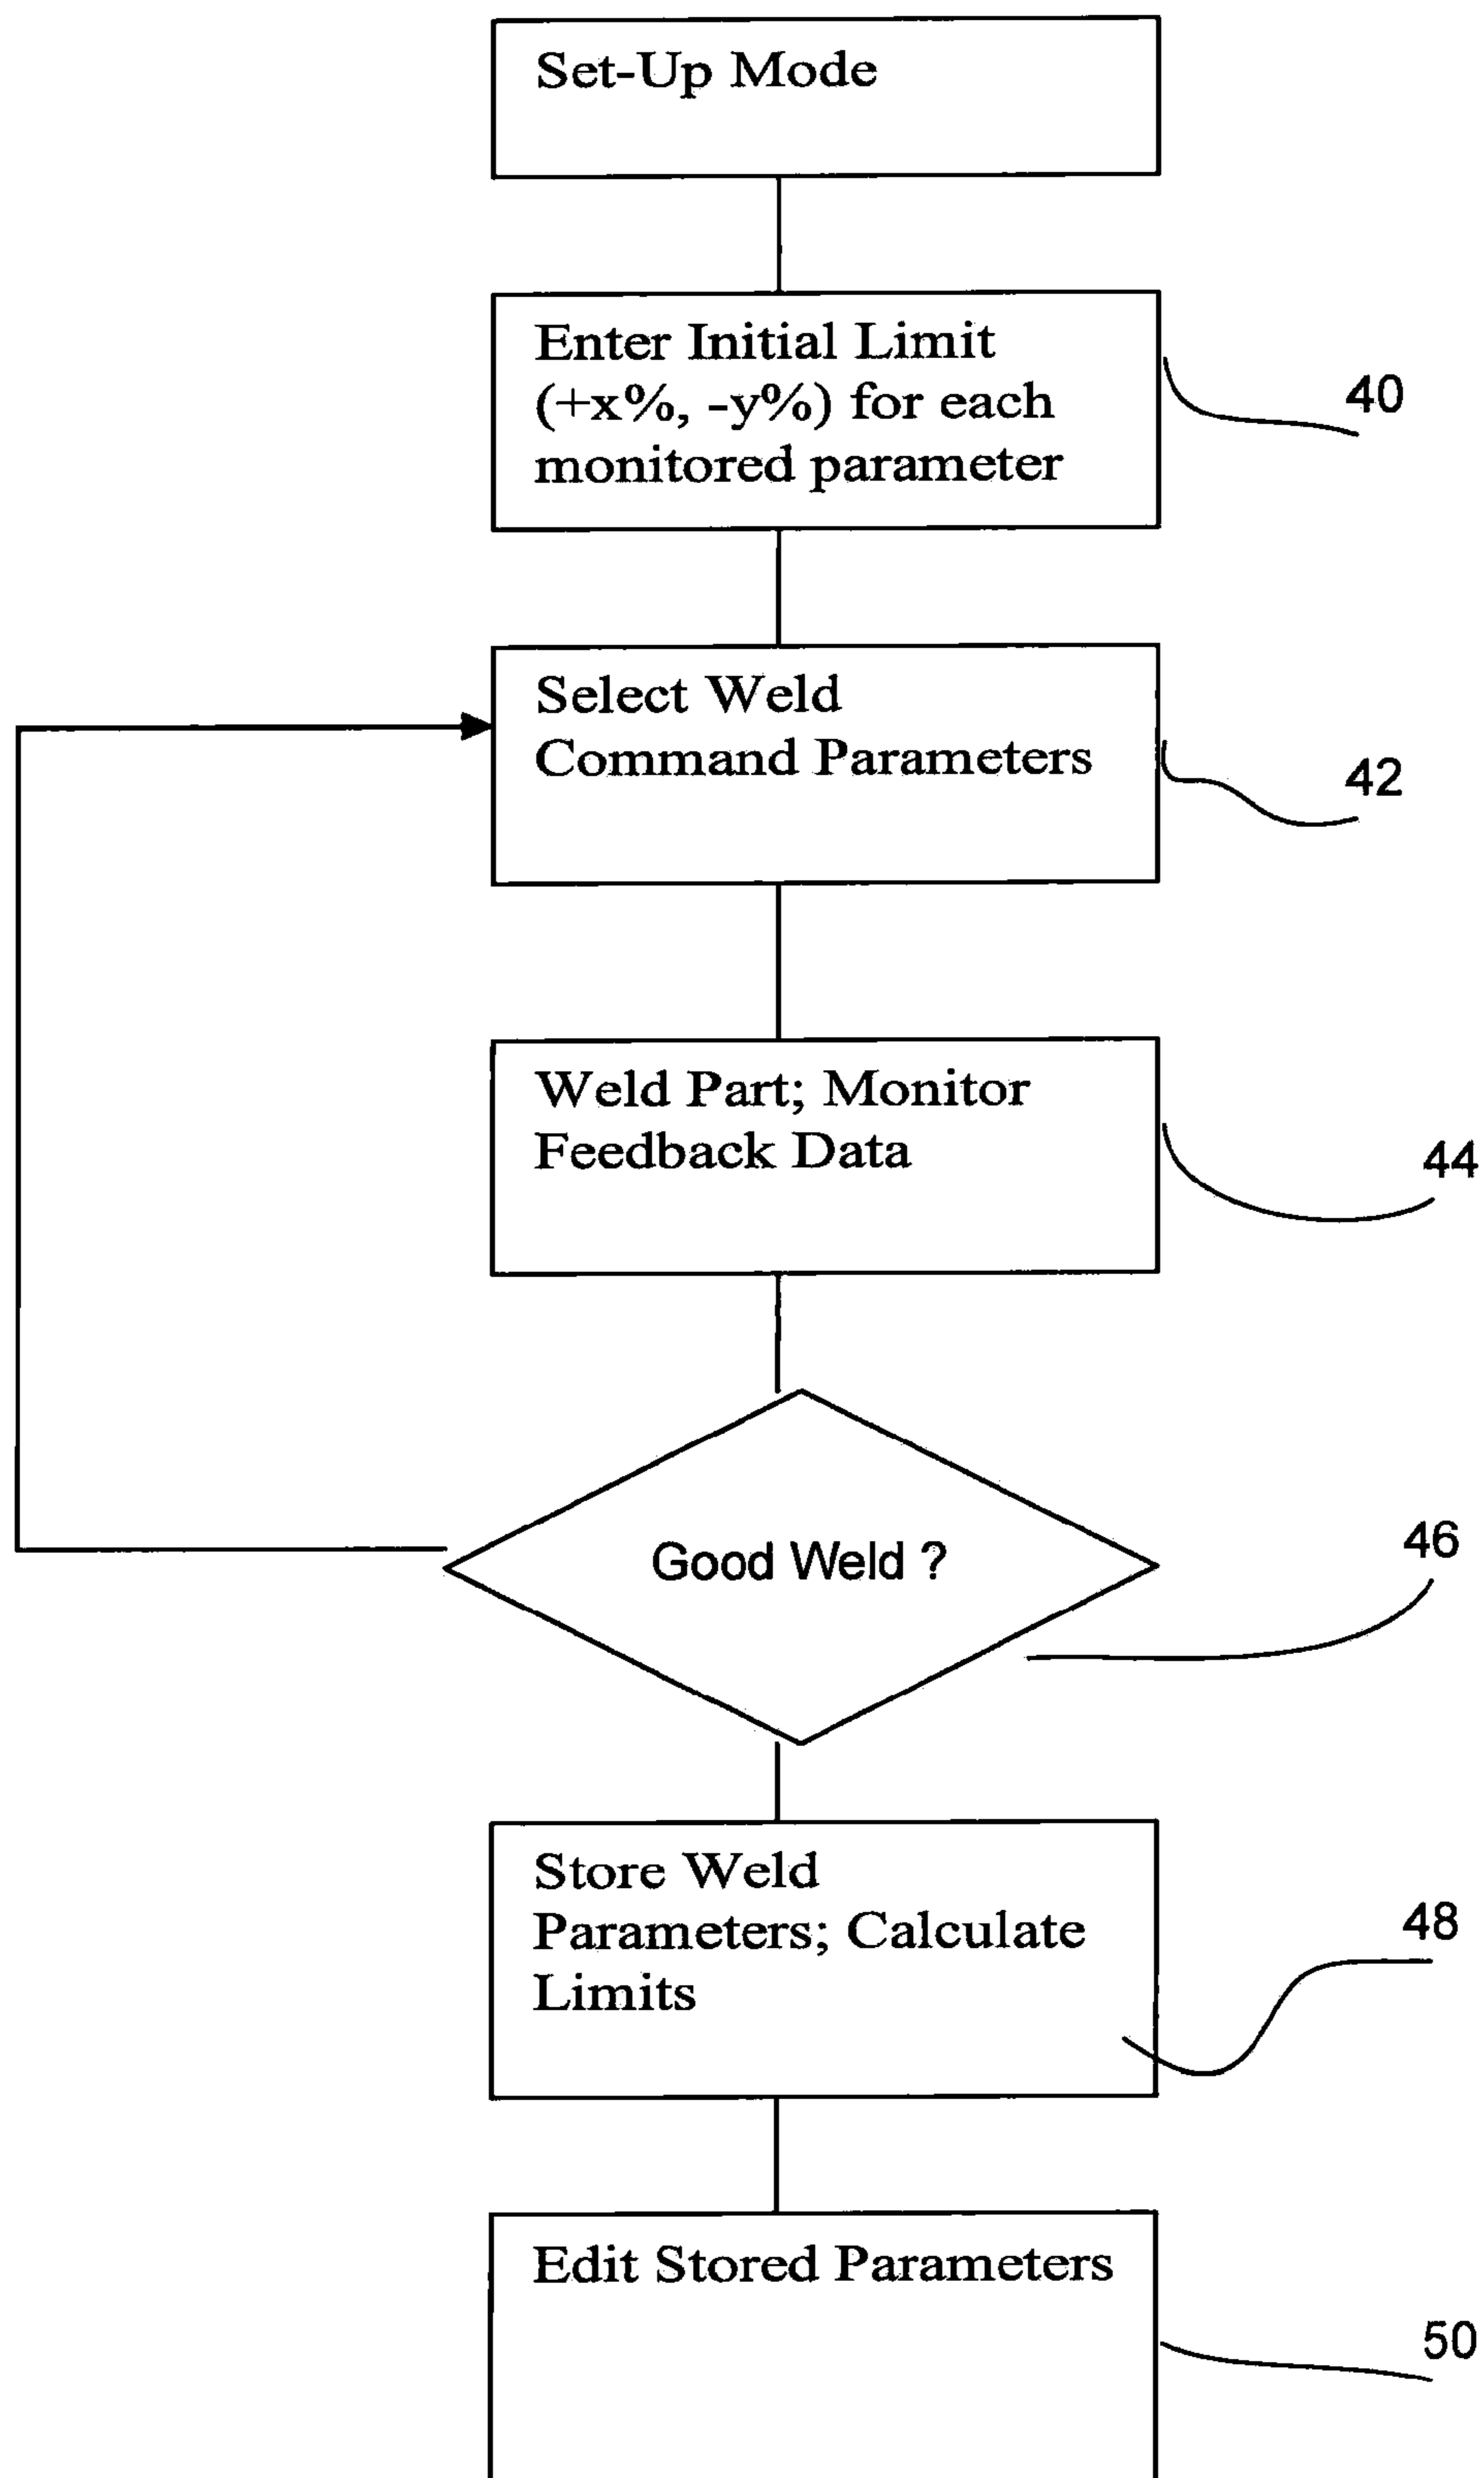 Set-Up Mode
Enter Initial Limit
(+x%, -y%) for each
monitored parameter
40
Select Weld
Command Parameters
42
Weld Part; Monitor
Feedback Data
44
Good Weld ?
46
Store Weld
Parameters; Calculate
Limits
48
Edit Stored Parameters
50